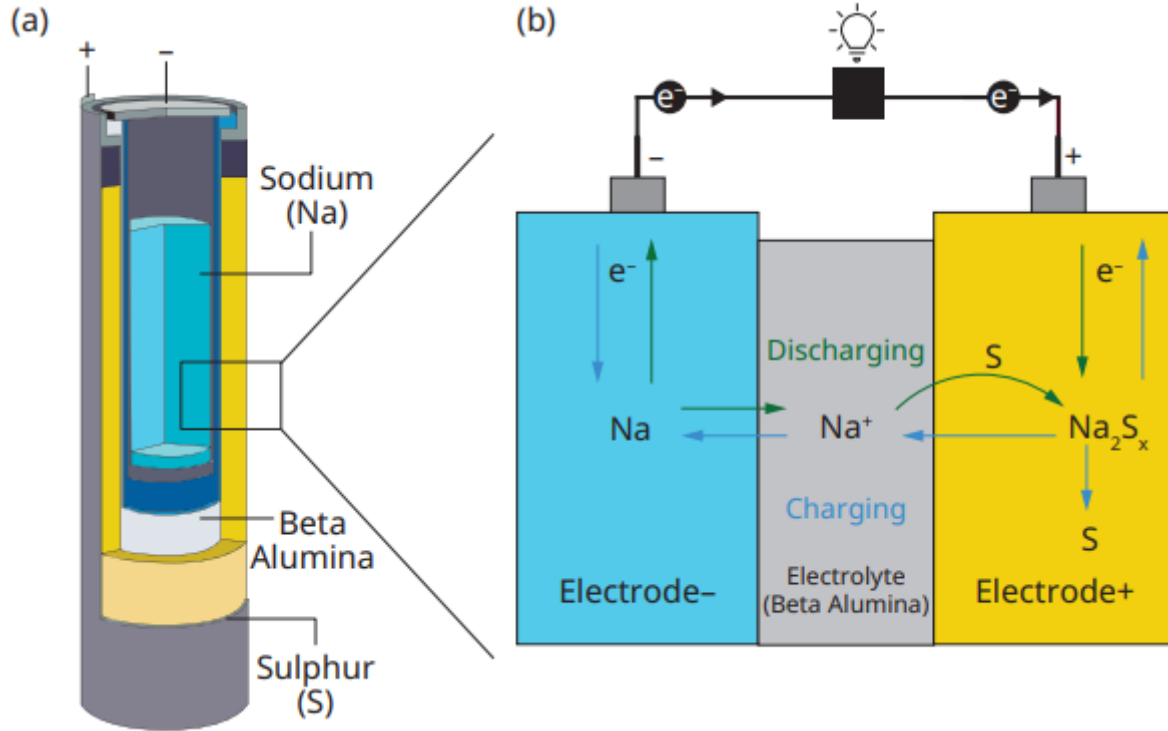 (a)
+
–
Sodium
(Na)
Beta
Alumina
Sulphur
(S)
(b)
e⁻
e⁻
–
+
e⁻
e⁻
Discharging
S
Na
Na⁺
Na₂Sₓ
Charging
S
Electrode–
Electrolyte
(Beta Alumina)
Electrode+